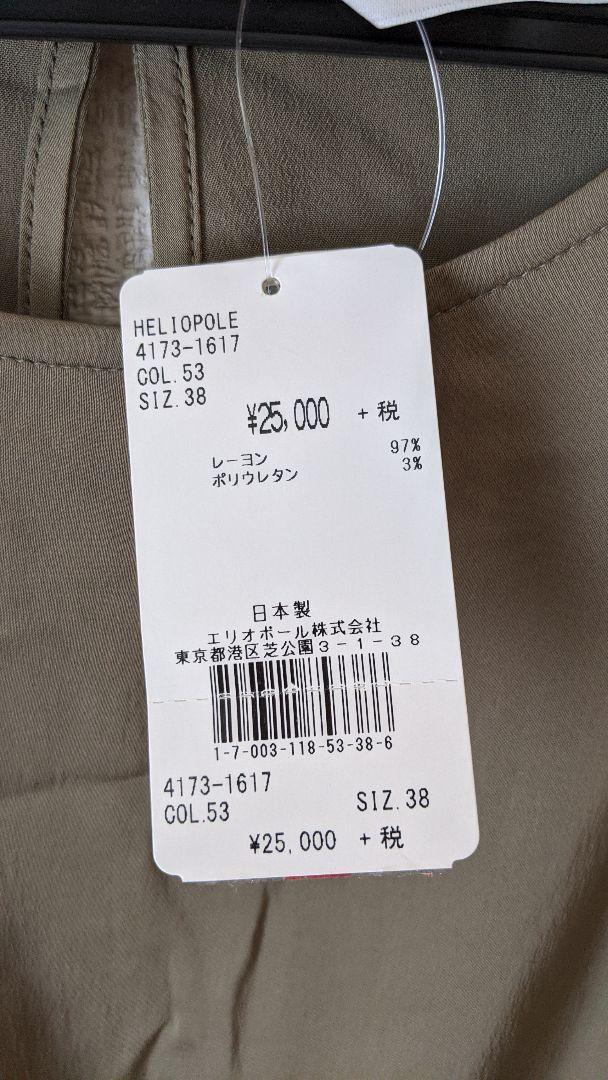 HELIOPOLE
4173-1617
COL.53
SIZ.38
¥25,000 +税
レーヨン 97%
ポリウレタン 3%
日本製
エリオポール株式会社
東京都港区芝公園3-1-38
1-7-003-118-53-38-6
4173-1617
COL.53 SIZ.38
¥25,000 +税